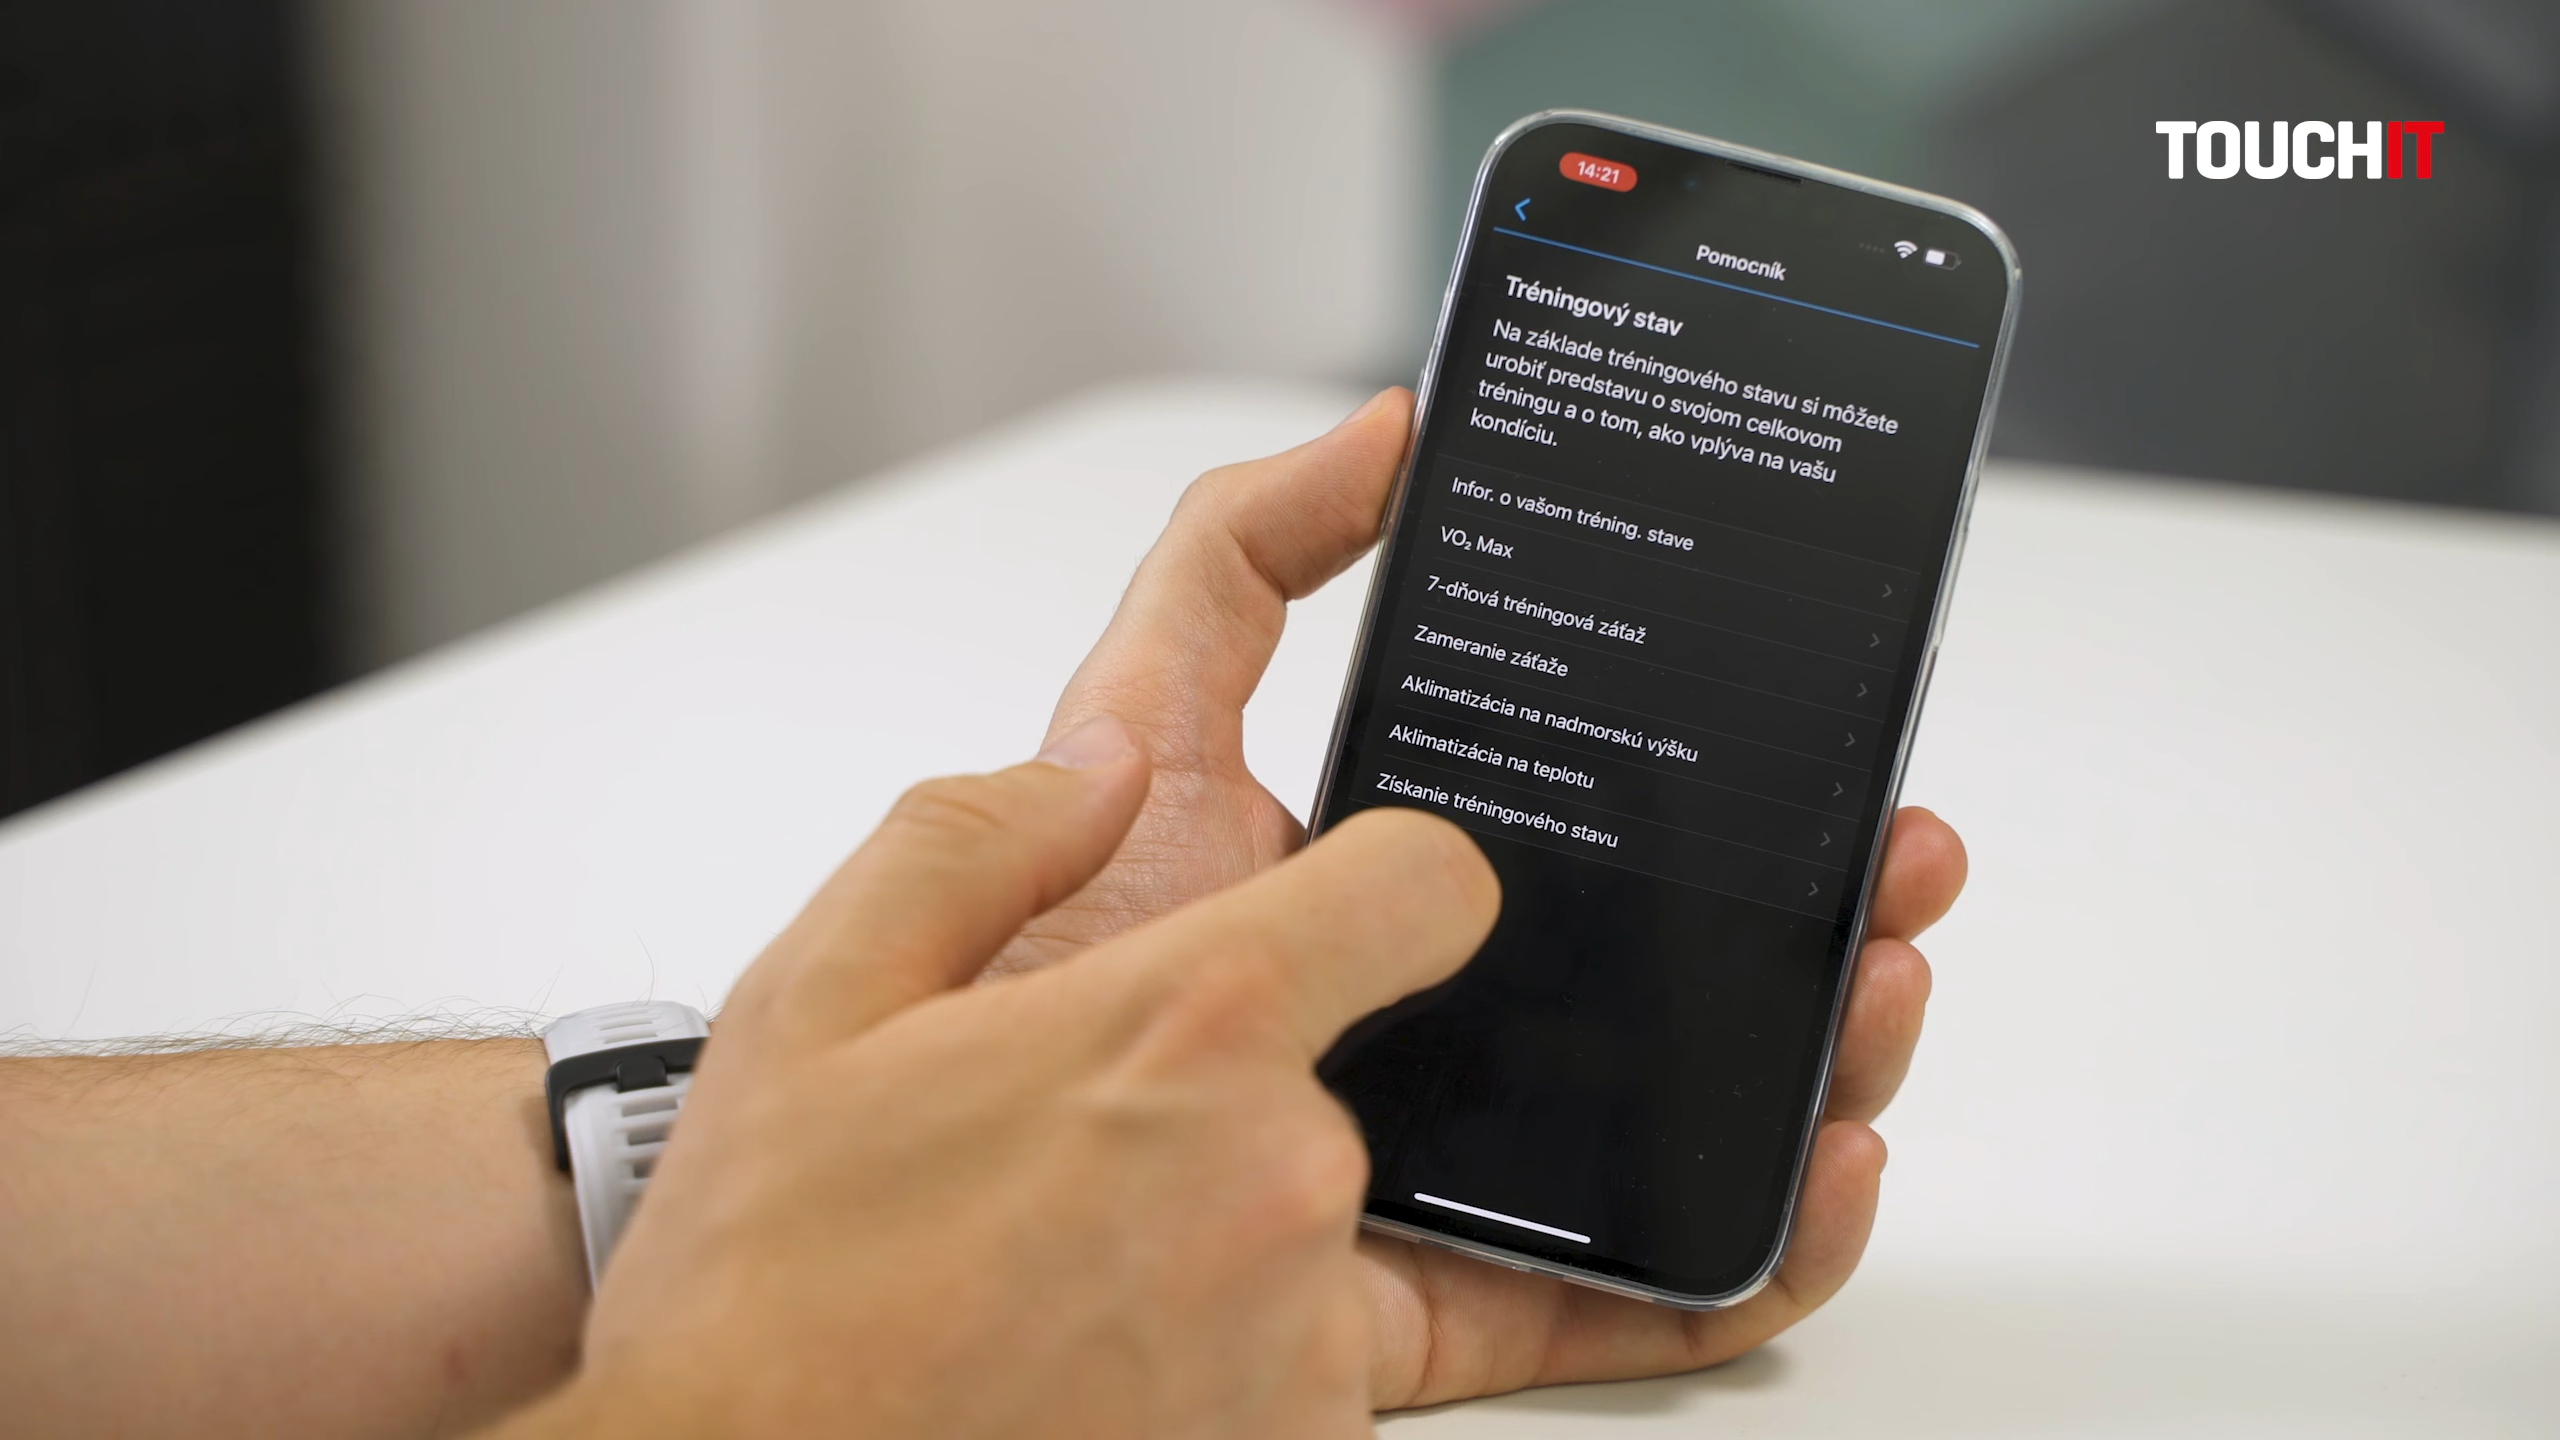 TOUCHIT
14:21
Pomocník
Tréningový stav
Na základe tréningového stavu si môžete
urobiť predstavu o svojom celkovom
tréningu a o tom, ako vplýva na vašu
kondíciu.
Infor. o vašom tréning. stave
VO₂ Max
7-dňová tréningová záťaž
Zameranie záťaže
Aklimatizácia na nadmorskú výšku
Aklimatizácia na teplotu
Získanie tréningového stavu